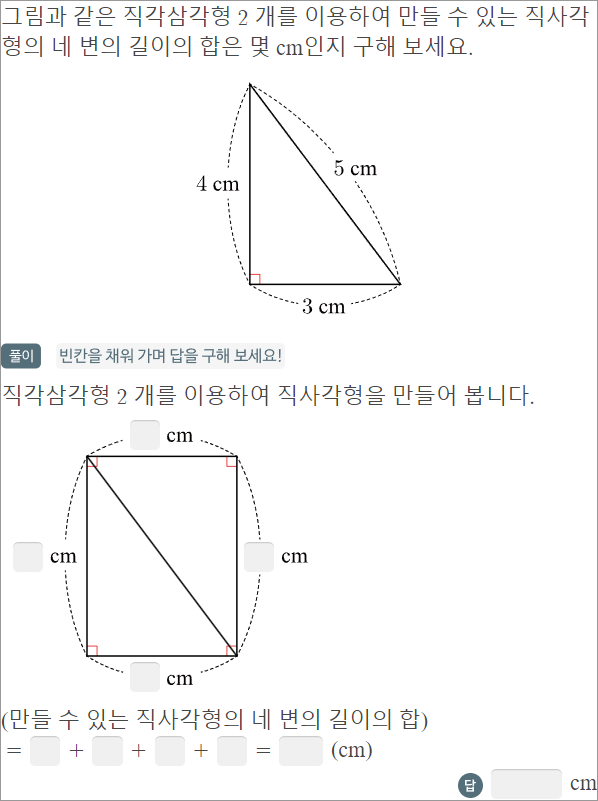 그림과 같은 직각삼각형 2 개를 이용하여 만들 수 있는 직사각
형의 네 변의 길이의 합은 몇 cm인지 구해 보세요.
5 cm
4 cm
3 cm
풀이 빈칸을 채워 가며 답을 구해 보세요!
직각삼각형 2 개를 이용하여 직사각형을 만들어 봅니다.
cm
cm cm
cm
(만들 수 있는 직사각형의 네 변의 길이의 합)
= + + + = (cm)
답 cm